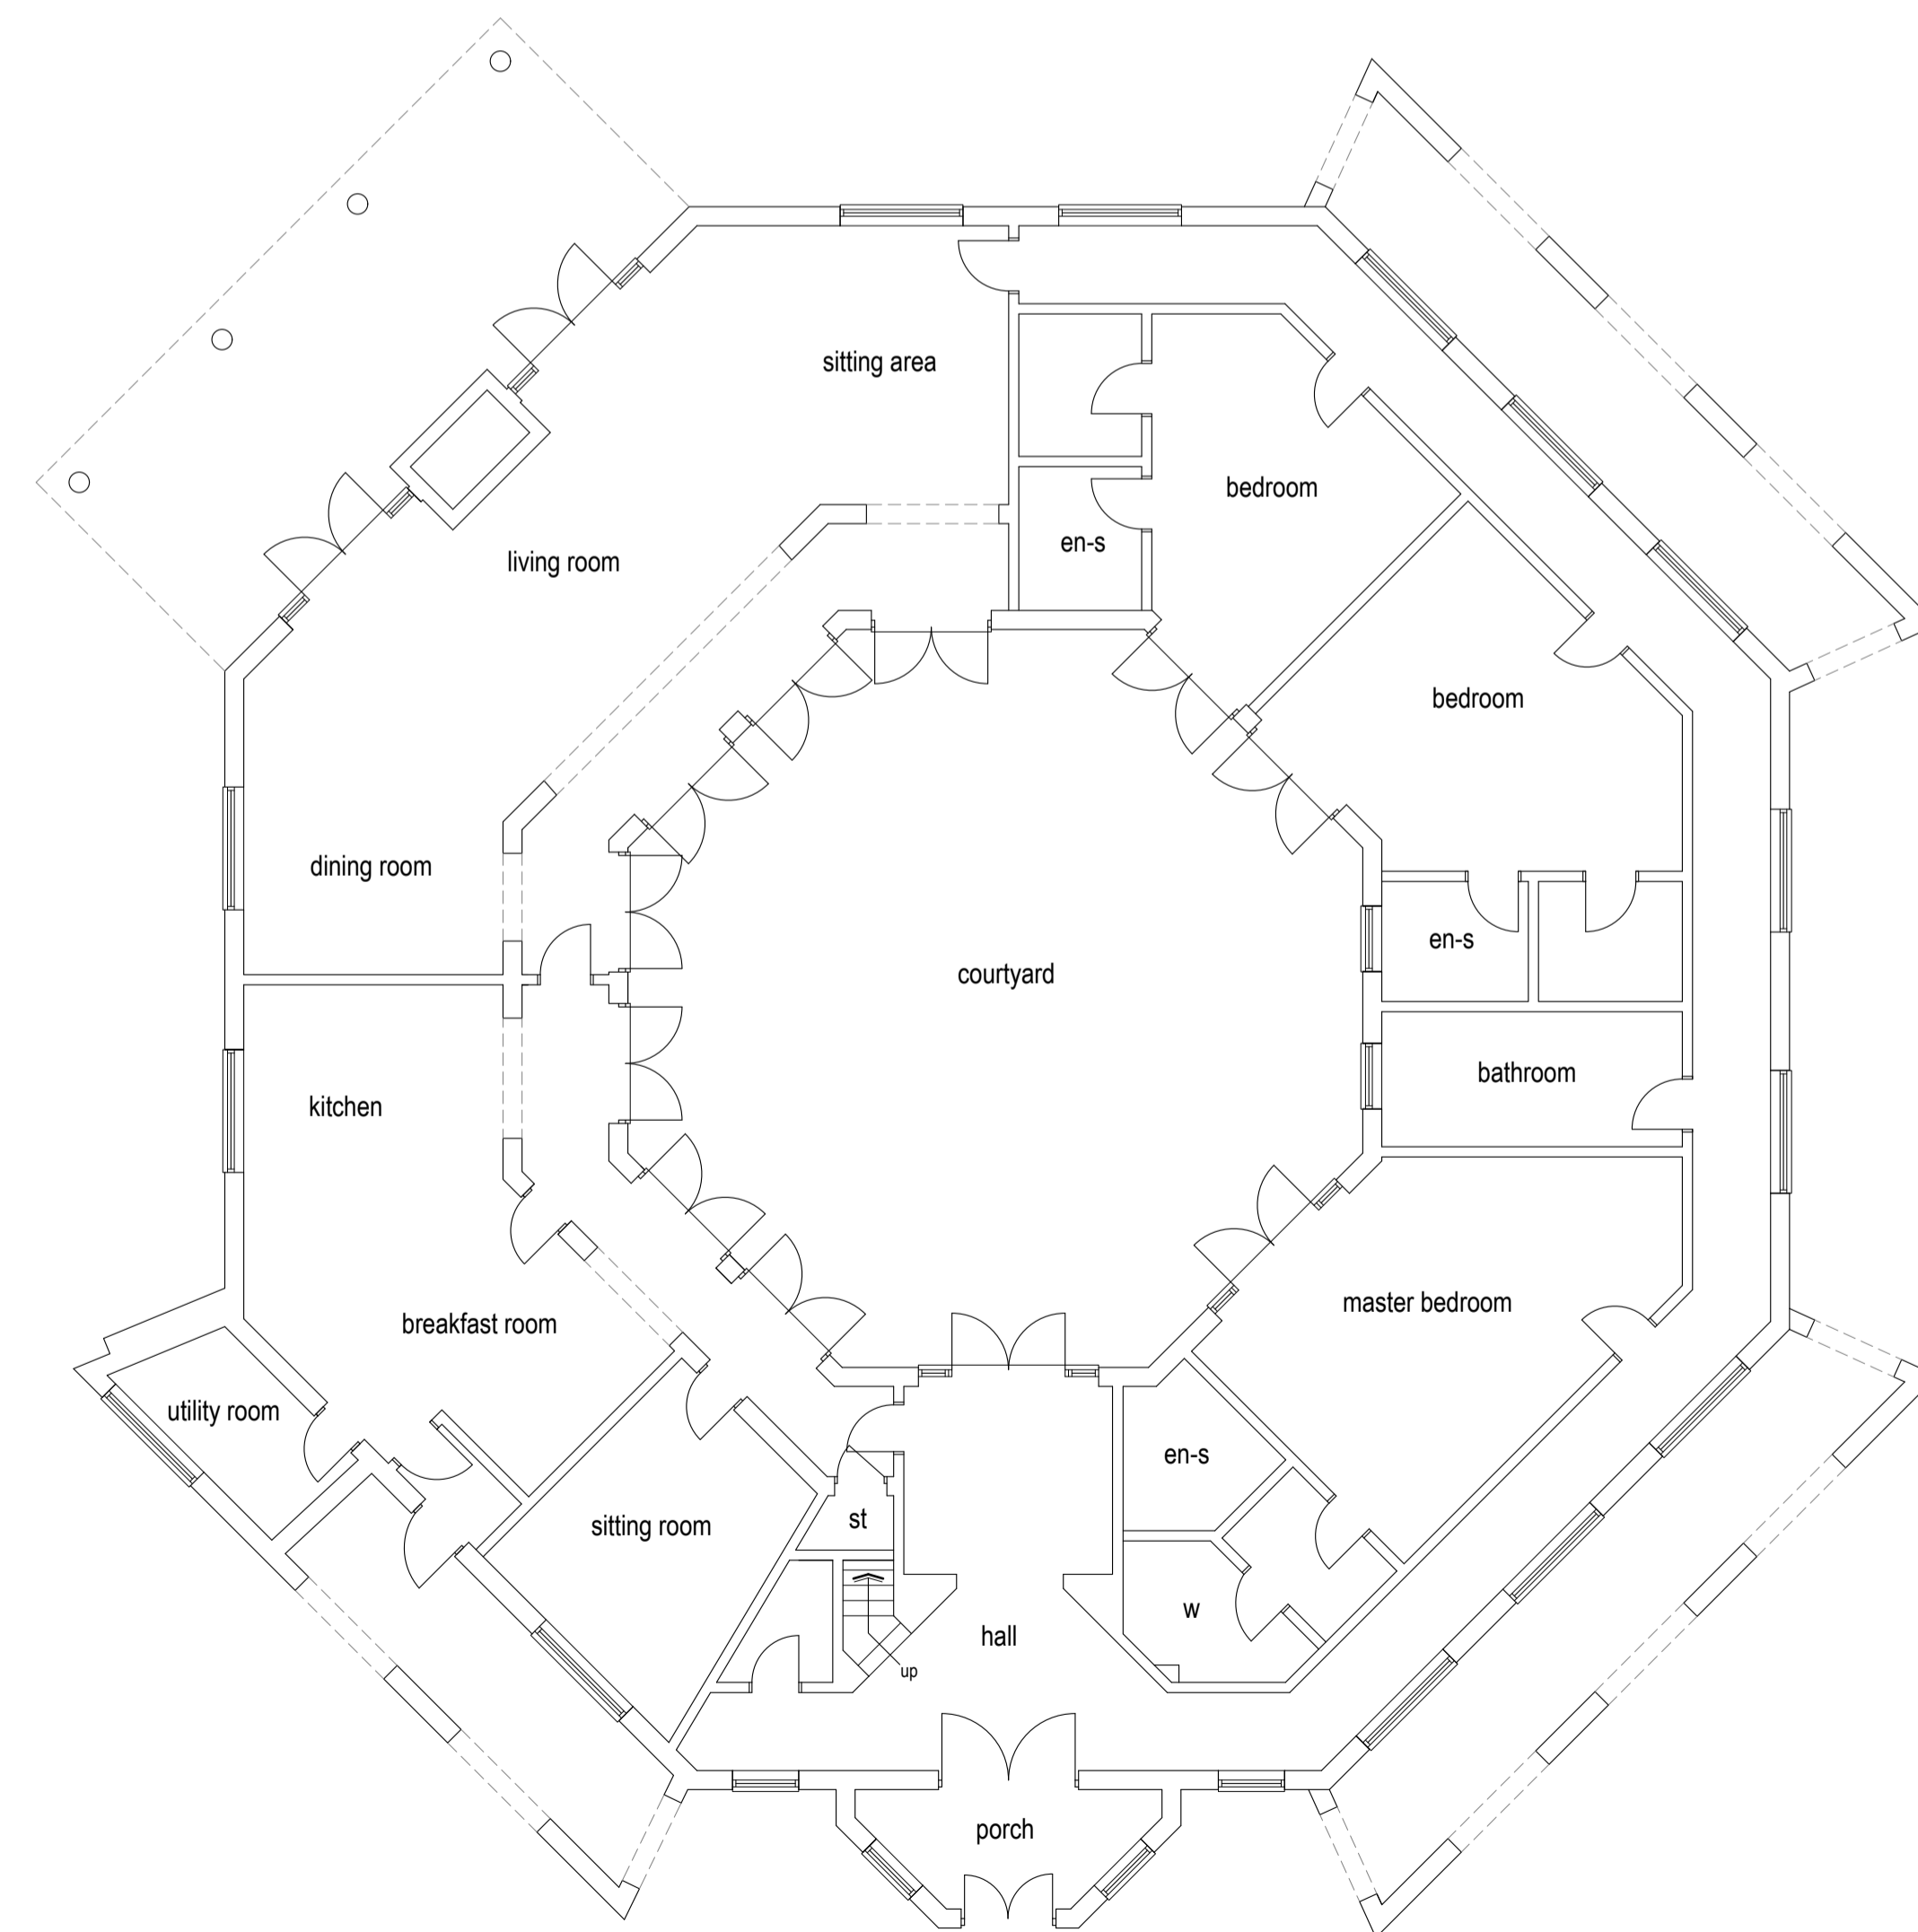 sitting area
bedroom
en-s
living room
bedroom
dining room
en-s
courtyard
bathroom
kitchen
master bedroom
breakfast room
utility room
en-s
sitting room
st
w
hall
up
porch